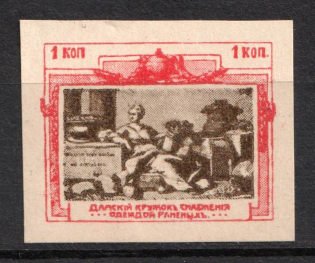 1 КОП 1 КОП.
ДАМСКІЙ КРУЖОКЪ СНАБЖЕНІЯ
ОДЕЖДОЙ РАНЕНЫХЪ